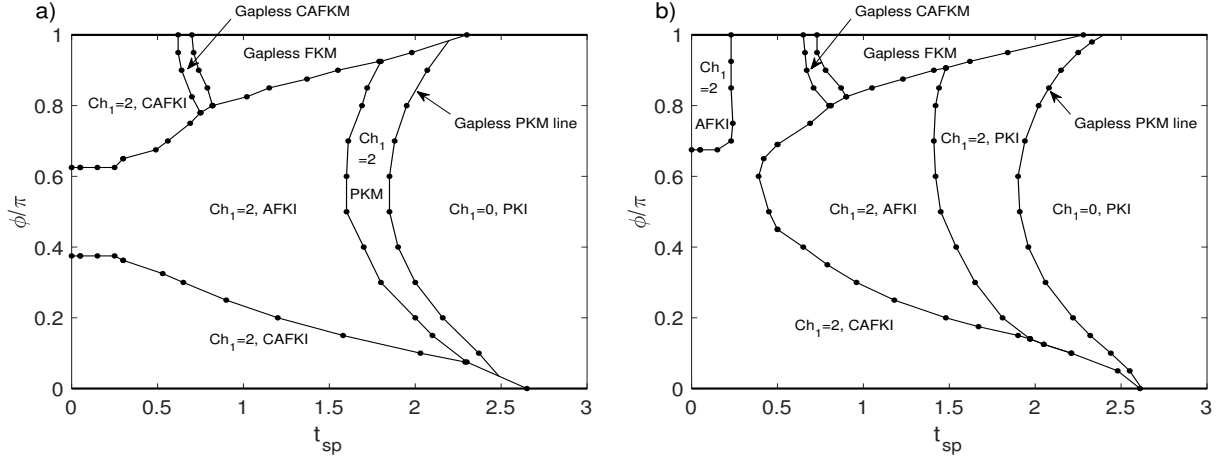 a)
Gapless CAFKM
Gapless FKM
Ch1=2, CAFKI
Gapless PKM line
Ch1
=2
PKM
Ch1=2, AFKI
Ch1=0, PKI
Ch1=2, CAFKI
1
0.8
0.6
0.4
0.2
0
ϕ/π
0 0.5 1 1.5 2 2.5 3
tsp
b)
Gapless CAFKM
Gapless FKM
Ch1
=2
AFKI
Gapless PKM line
Ch1=2, PKI
Ch1=2, AFKI
Ch1=0, PKI
Ch1=2, CAFKI
1
0.8
0.6
0.4
0.2
0
ϕ/π
0 0.5 1 1.5 2 2.5 3
tsp